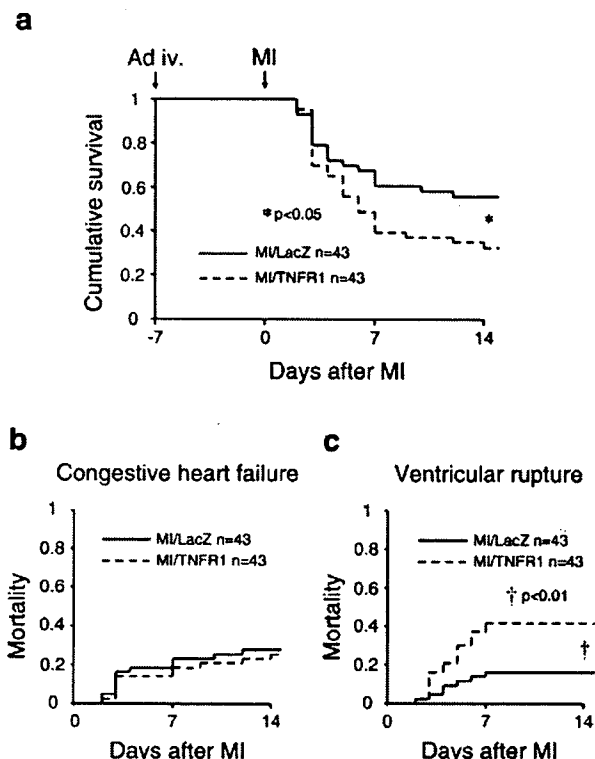 a
Ad iv. MI
1
0.8
0.6
0.4
0.2
0
Cumulative survival
* p<0.05
*
MI/LacZ n=43
MI/TNFR1 n=43
-7 0 7 14
Days after MI
b
Congestive heart failure
1
0.8
0.6
0.4
0.2
0
Mortality
MI/LacZ n=43
MI/TNFR1 n=43
0 7 14
Days after MI
c
Ventricular rupture
1
0.8
0.6
0.4
0.2
0
Mortality
MI/LacZ n=43
MI/TNFR1 n=43
† p<0.01
†
0 7 14
Days after MI